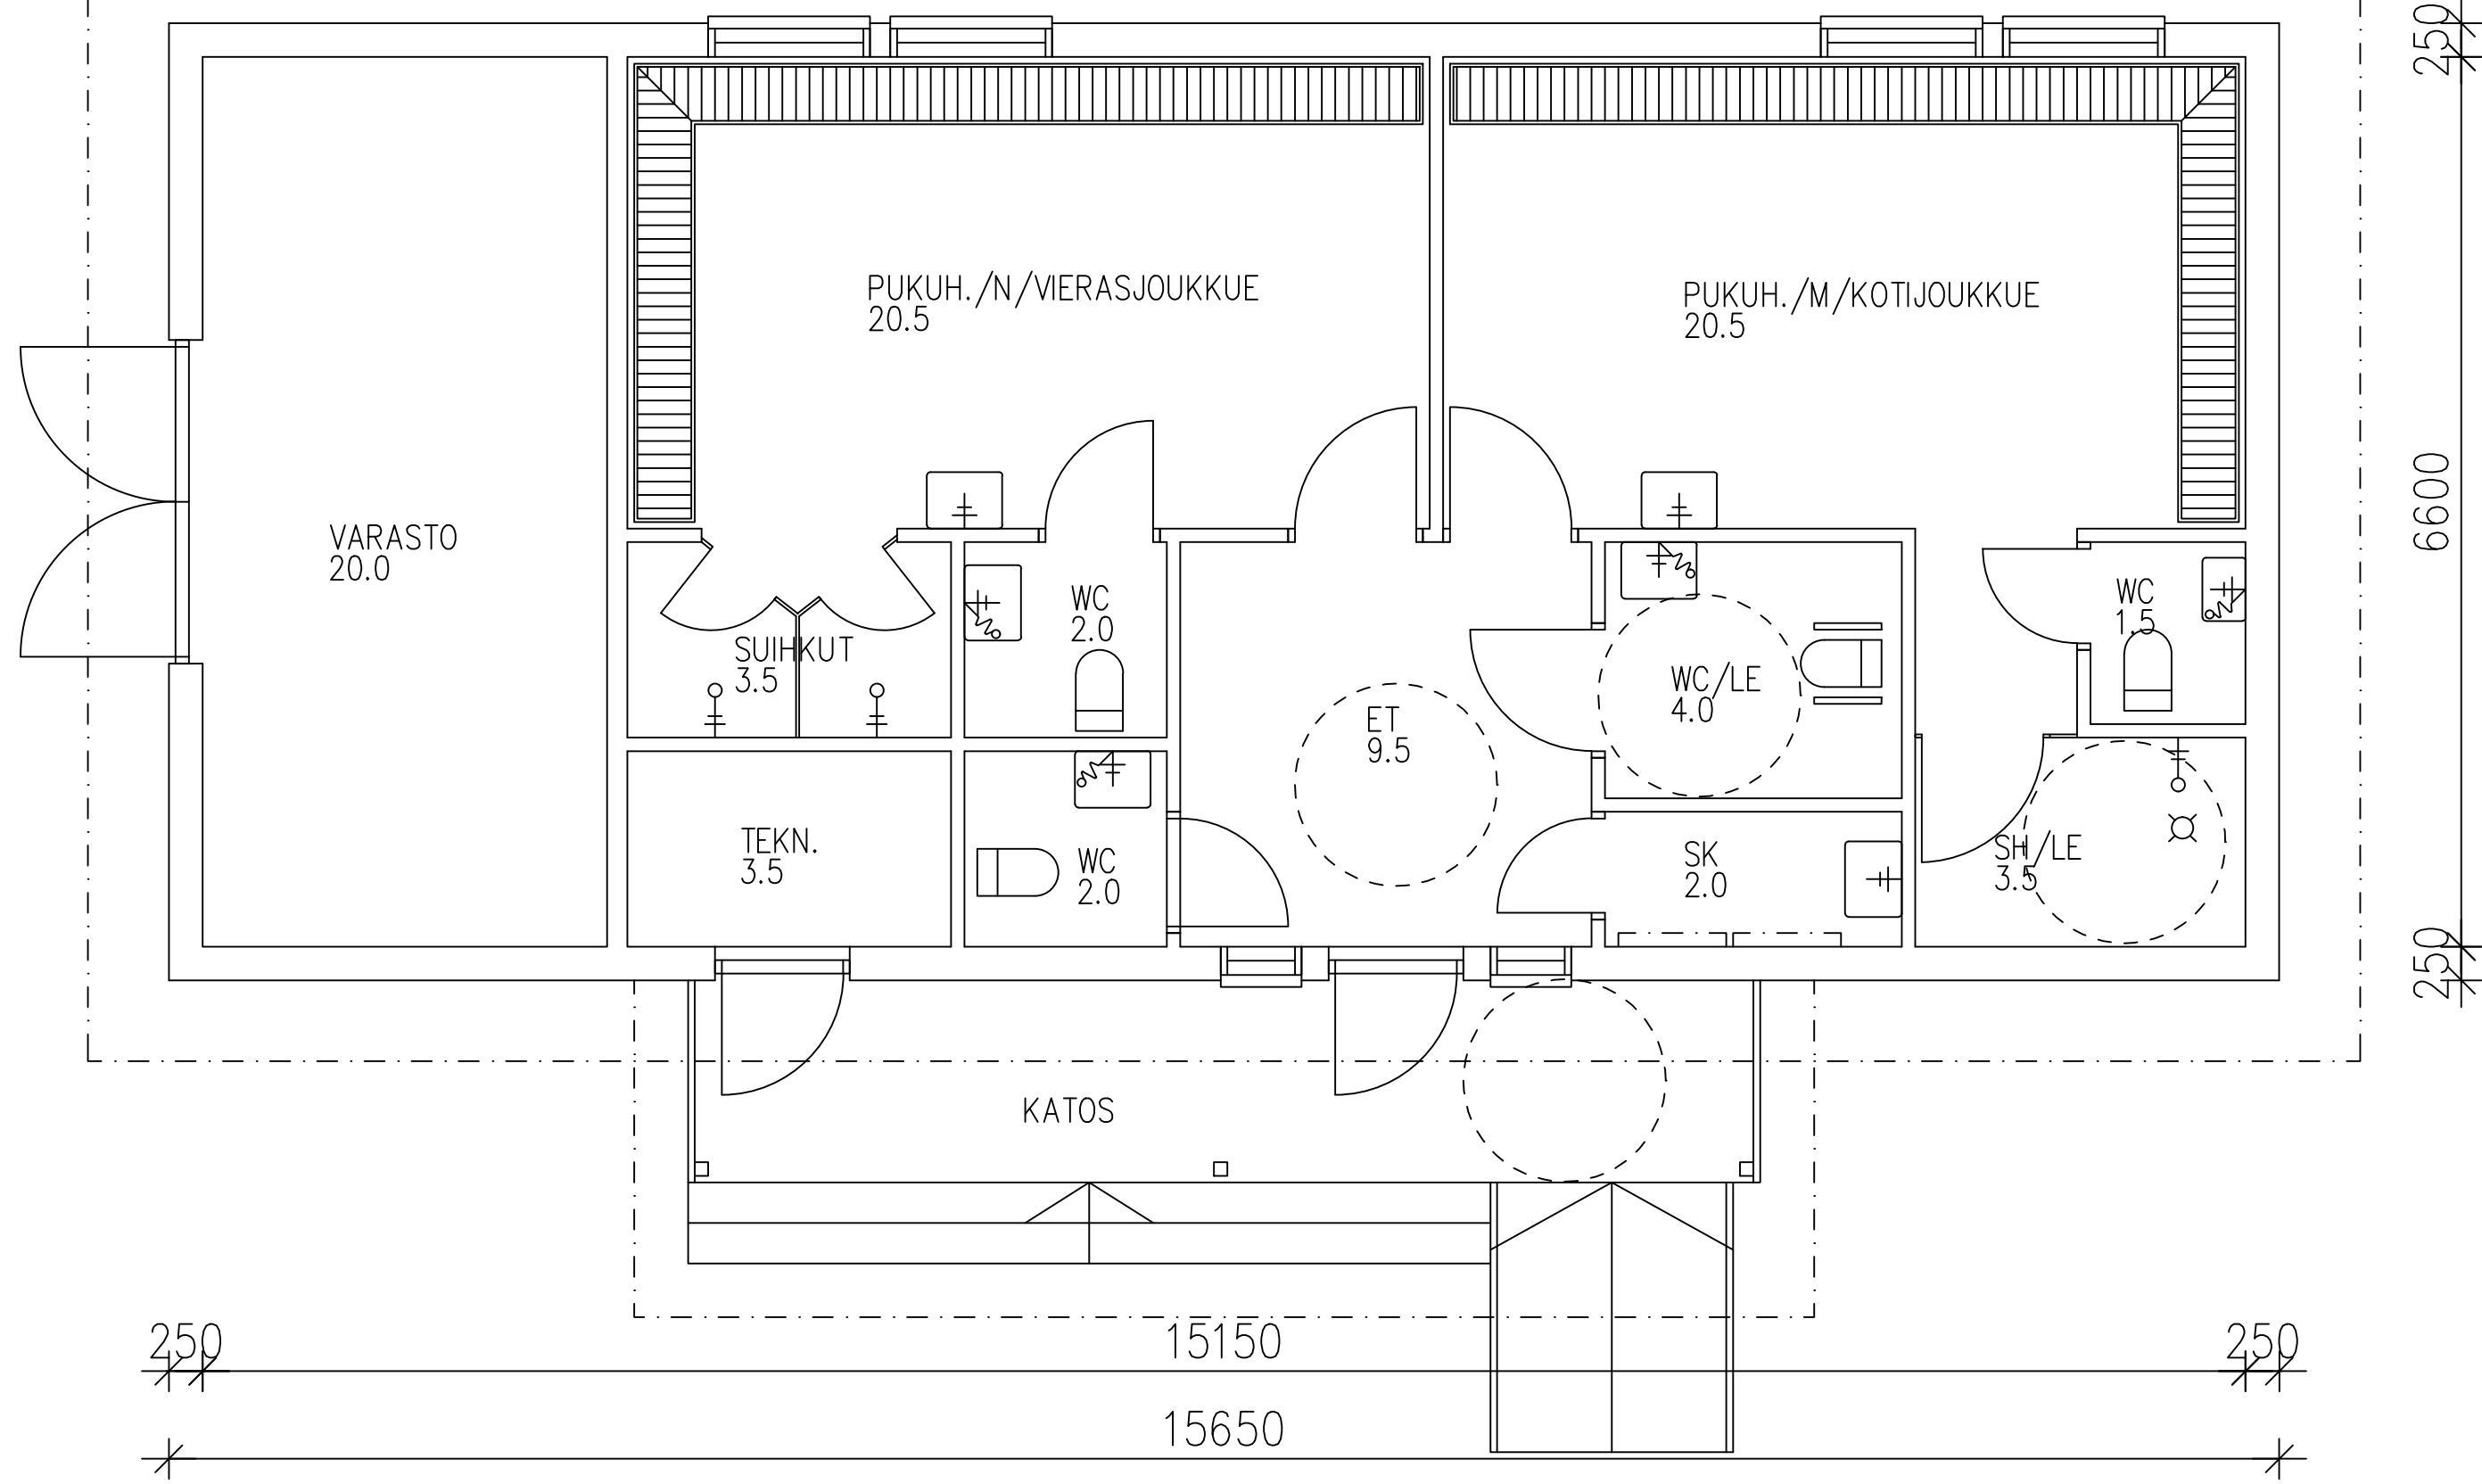 250
PUKUH./N/VIERASJOUKKUE
20.5
PUKUH./M/KOTIJOUKKUE
20.5
6600
VARASTO
20.0
WC
2.0
WC
1.5
SUIHKUT
3.5
WC/LE
4.0
ET
9.5
TEKN.
3.5
WC
2.0
SK
2.0
SH/LE
3.5
250
KATOS
250
15150
250
15650